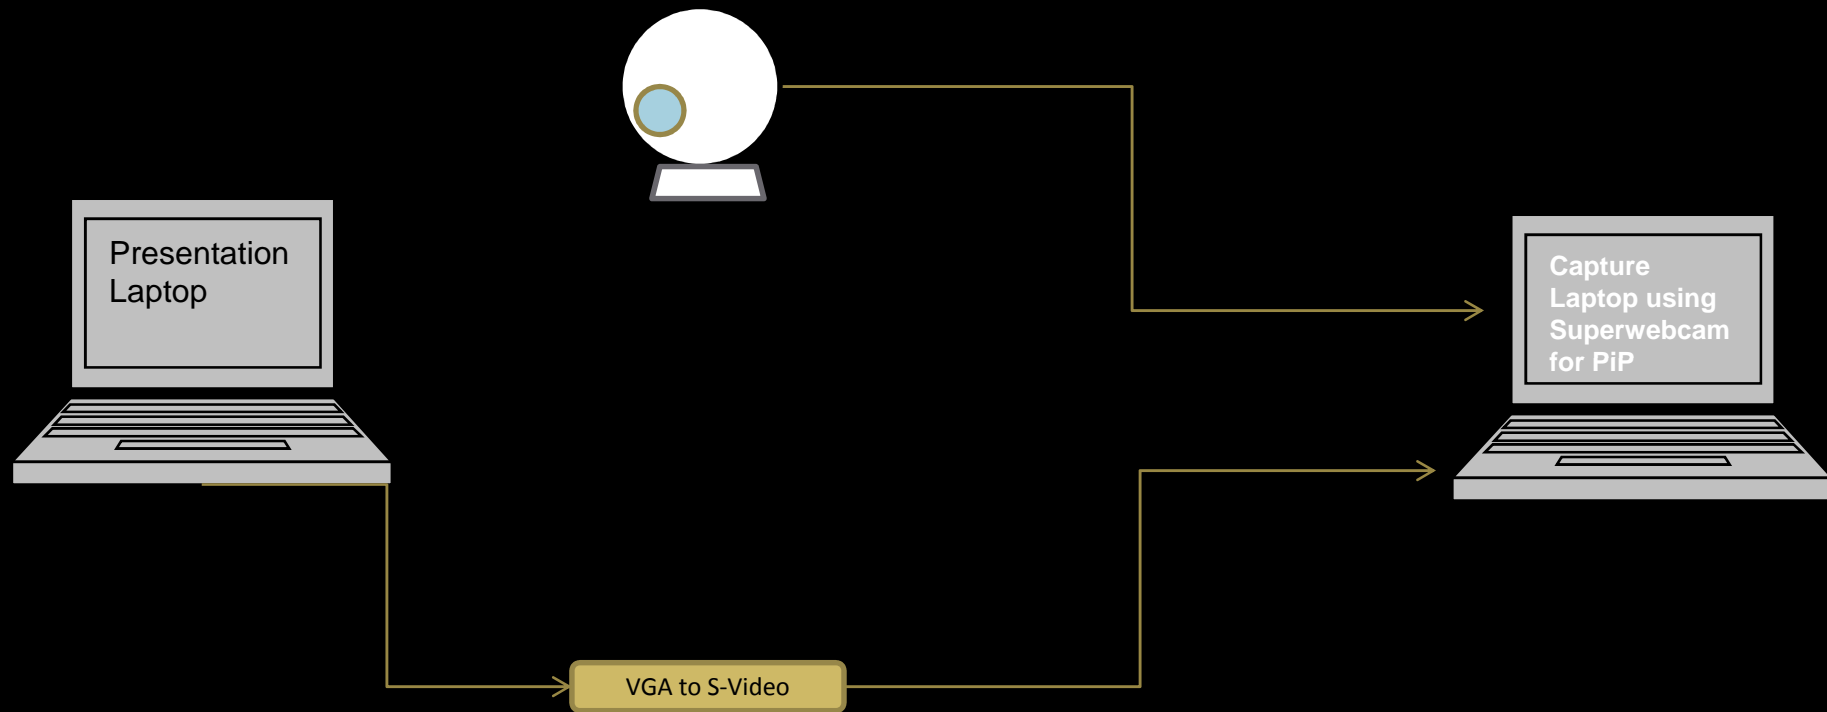 Presentation
Laptop
Capture
Laptop using
Superwebcam
for PiP
VGA to S-Video